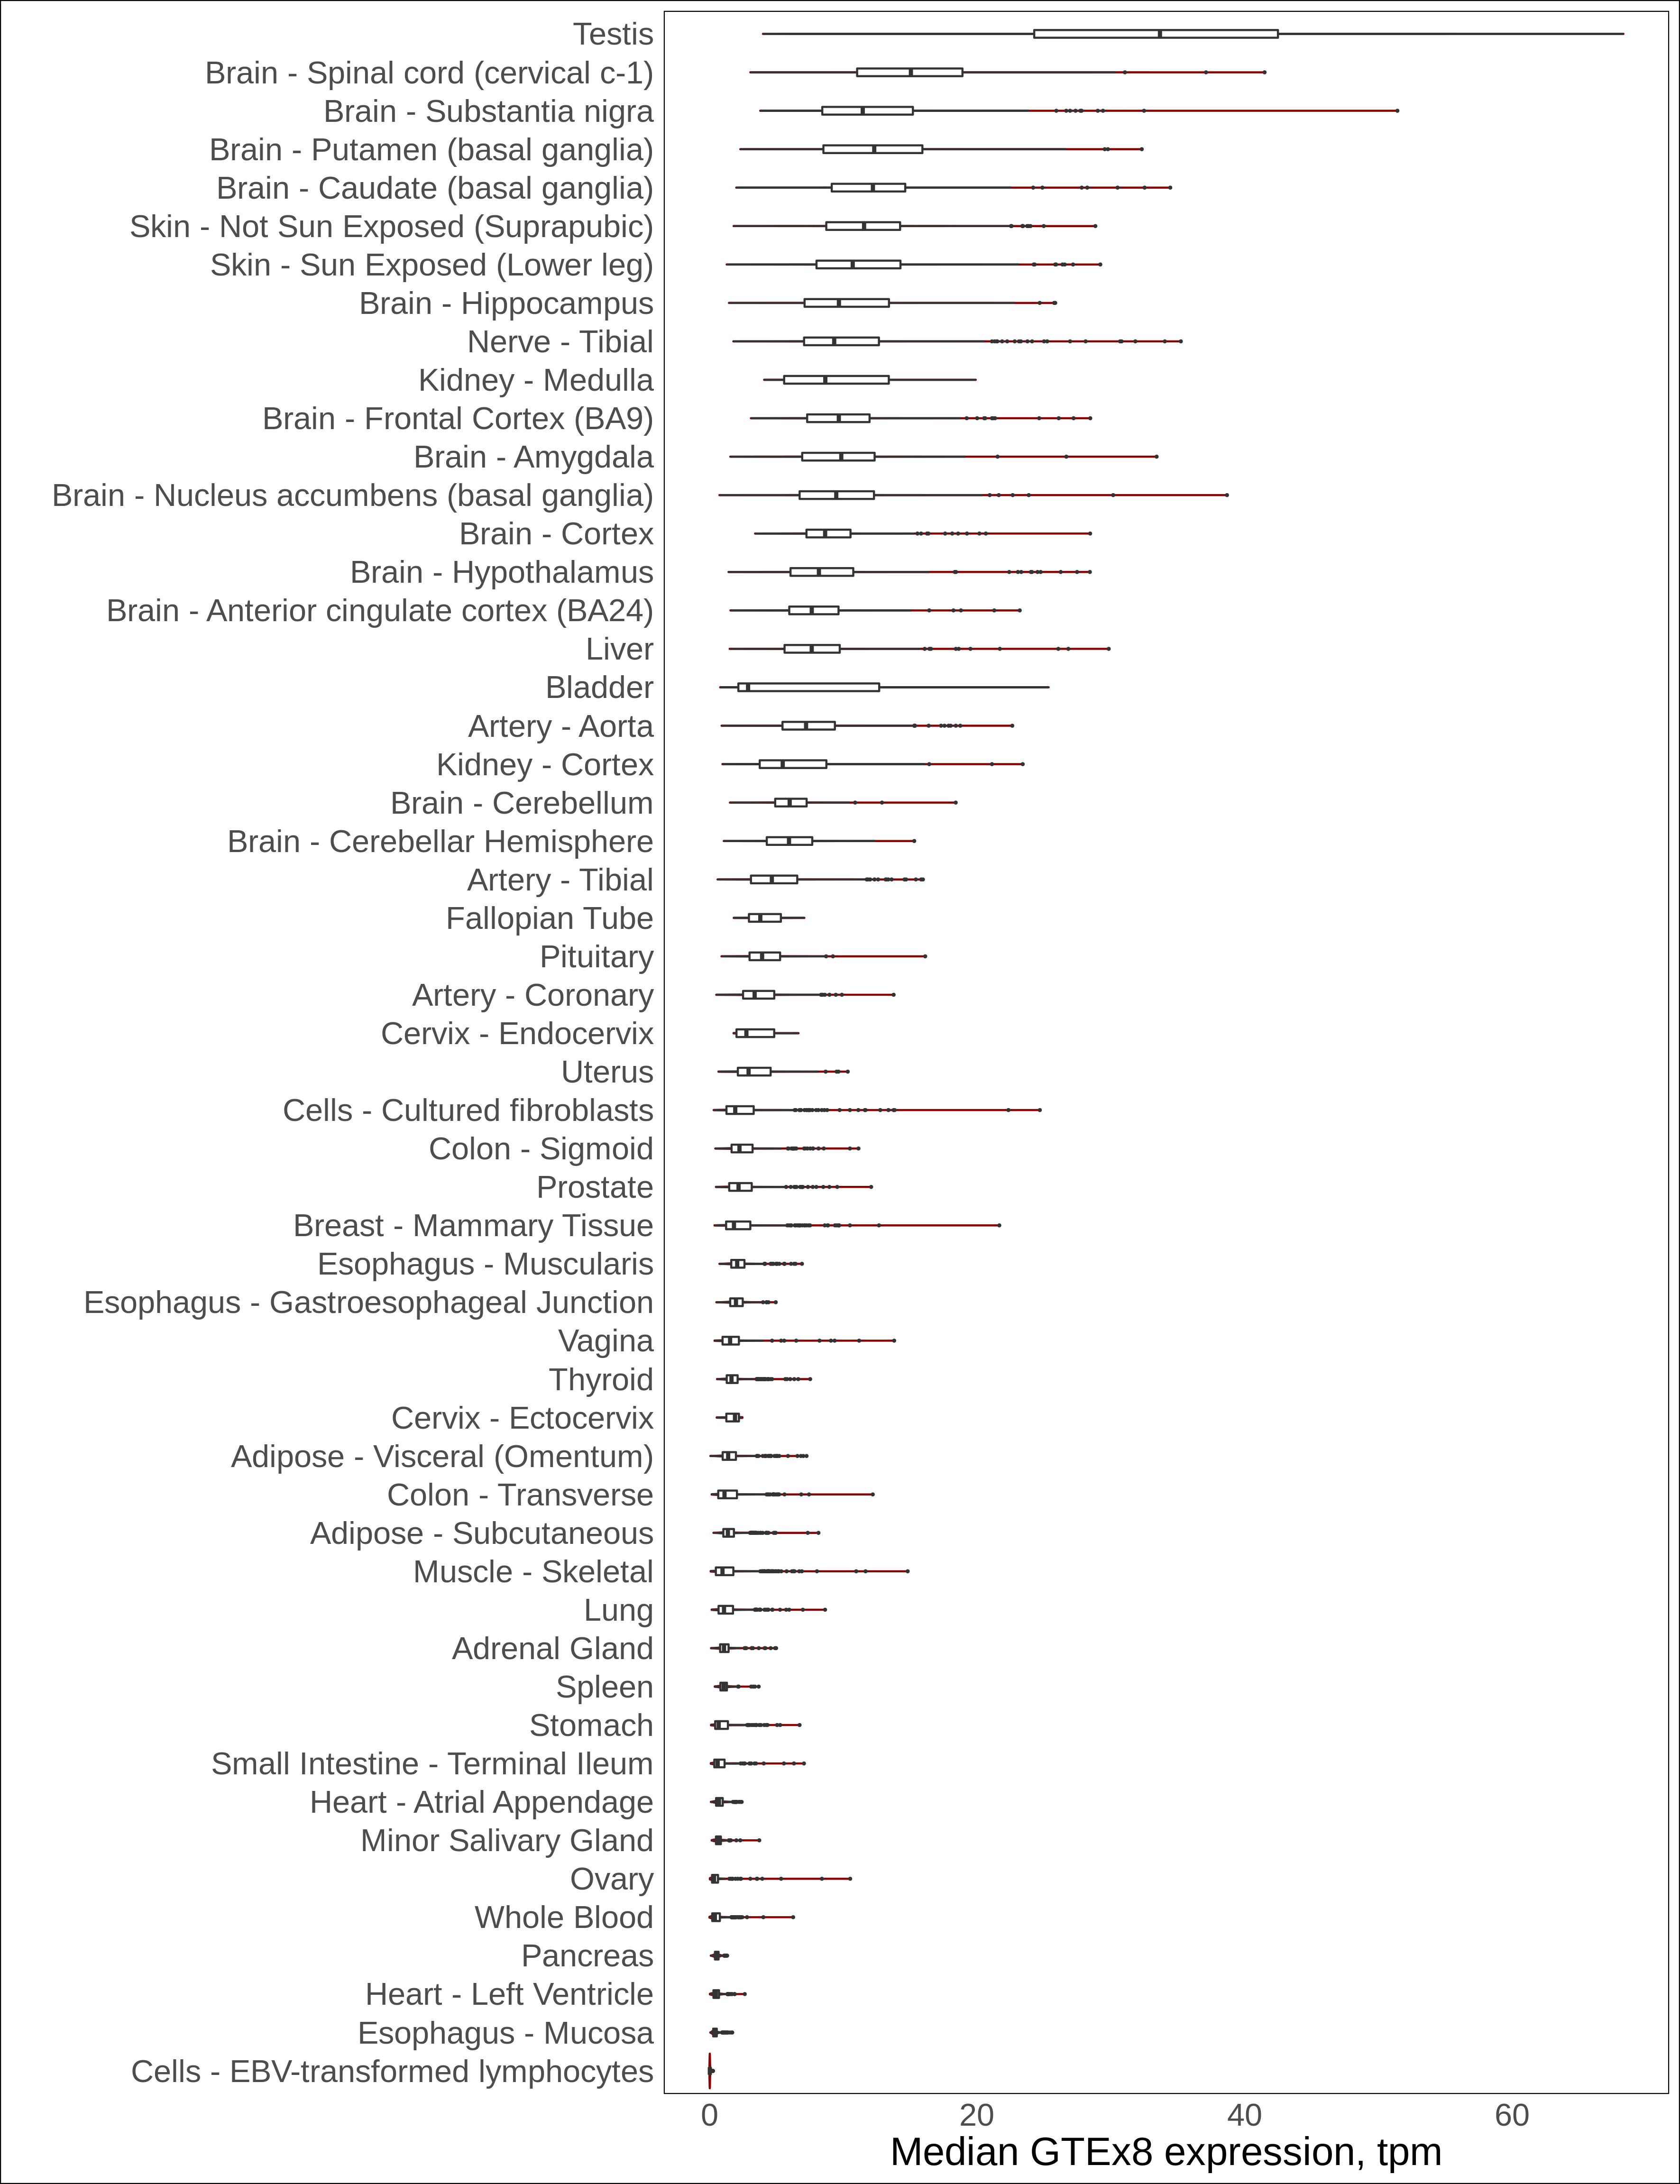 Testis
Brain - Spinal cord (cervical c-1)
Brain - Substantia nigra
Brain - Putamen (basal ganglia)
Brain - Caudate (basal ganglia)
Skin - Not Sun Exposed (Suprapubic)
Skin - Sun Exposed (Lower leg)
Brain - Hippocampus
Nerve - Tibial
Kidney - Medulla
Brain - Frontal Cortex (BA9)
Brain - Amygdala
Brain - Nucleus accumbens (basal ganglia)
Brain - Cortex
Brain - Hypothalamus
Brain - Anterior cingulate cortex (BA24)
Liver
Bladder
Artery - Aorta
Kidney - Cortex
Brain - Cerebellum
Brain - Cerebellar Hemisphere
Artery - Tibial
Fallopian Tube
Pituitary
Artery - Coronary
Cervix - Endocervix
Uterus
Cells - Cultured fibroblasts
Colon - Sigmoid
Prostate
Breast - Mammary Tissue
Esophagus - Muscularis
Esophagus - Gastroesophageal Junction
Vagina
Thyroid
Cervix - Ectocervix
Adipose - Visceral (Omentum)
Colon - Transverse
Adipose - Subcutaneous
Muscle - Skeletal
Lung
Adrenal Gland
Spleen
Stomach
Small Intestine - Terminal Ileum
Heart - Atrial Appendage
Minor Salivary Gland
Ovary
Whole Blood
Pancreas
Heart - Left Ventricle
Esophagus - Mucosa
Cells - EBV-transformed lymphocytes
0 20 40 60
Median GTEx8 expression, tpm